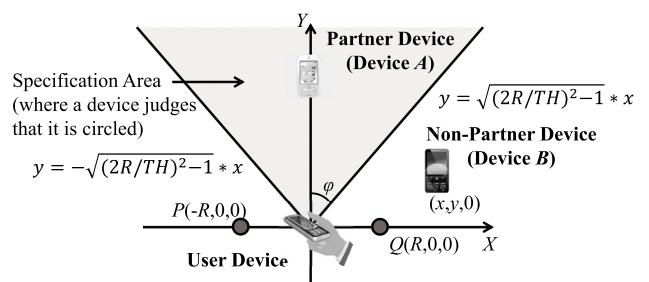 Y
Partner Device
(Device A)
Specification Area
(where a device judges
that it is circled)
y = √((2R/TH)²−1) * x
Non-Partner Device
(Device B)
y = −√((2R/TH)²−1) * x
φ
(x,y,0)
P(-R,0,0)
Q(R,0,0)
X
User Device